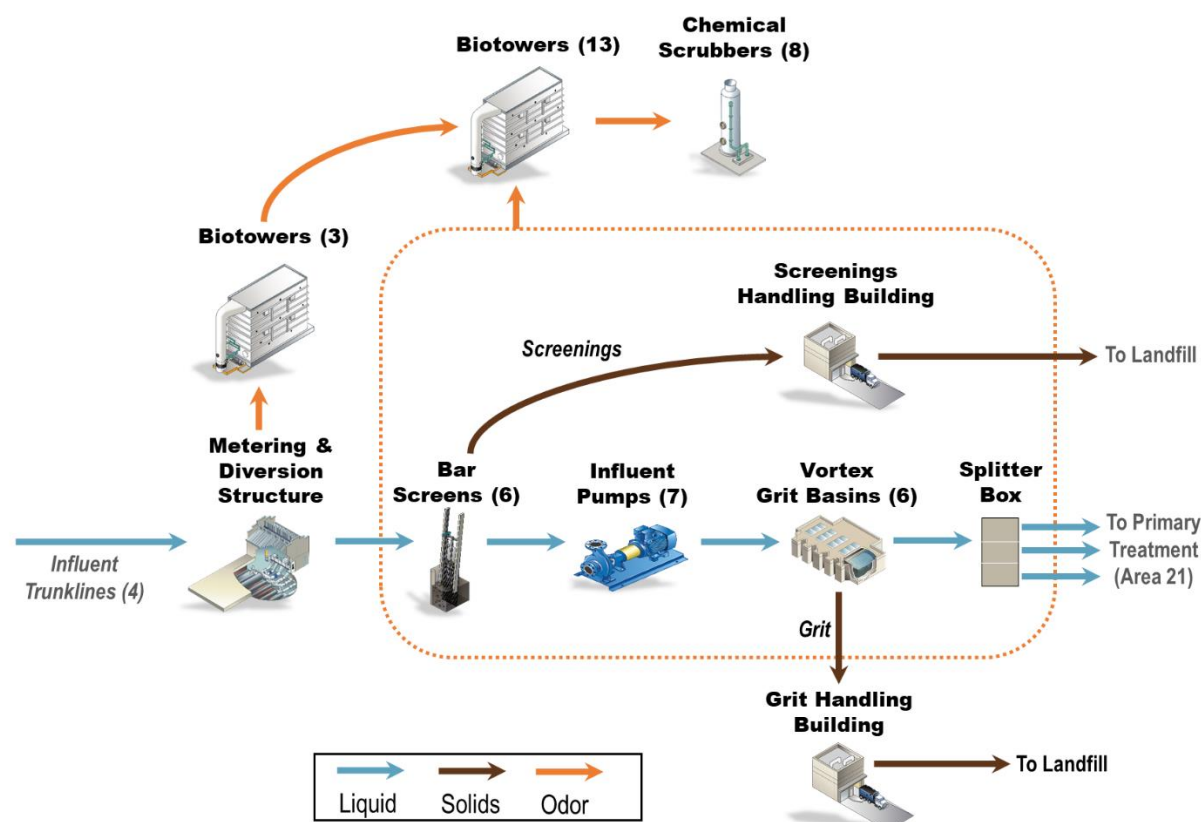 Chemical
Scrubbers (8)
Biotowers (13)
Biotowers (3)
Screenings
Handling Building
Screenings
To Landfill
Metering &
Diversion
Structure
Bar
Screens (6)
Influent
Pumps (7)
Vortex
Grit Basins (6)
Splitter
Box
Influent
Trunklines (4)
To Primary
Treatment
(Area 21)
Grit
Grit Handling
Building
To Landfill
Liquid
Solids
Odor